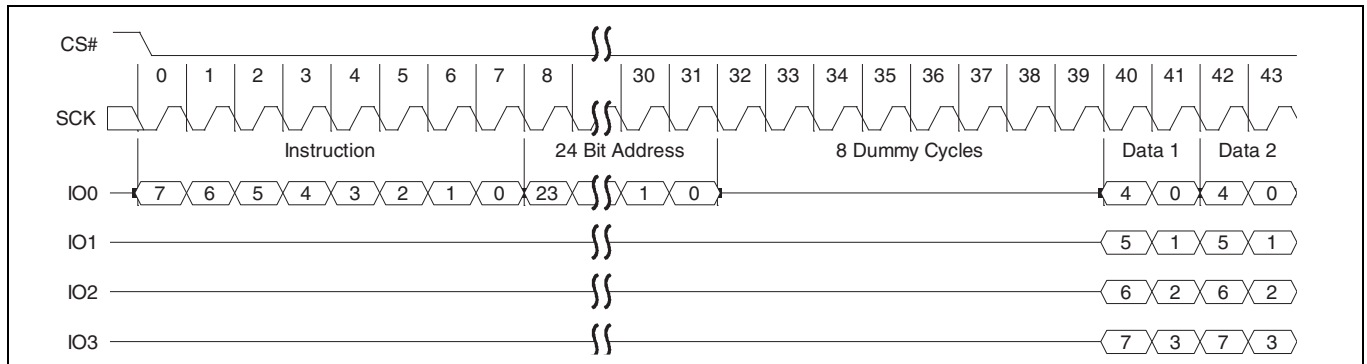 CS#
0 1 2 3 4 5 6 7 8 30 31 32 33 34 35 36 37 38 39 40 41 42 43
SCK
Instruction 24 Bit Address 8 Dummy Cycles Data 1 Data 2
IO0 7 6 5 4 3 2 1 0 23 1 0 4 0 4 0
IO1 5 1 5 1
IO2 6 2 6 2
IO3 7 3 7 3